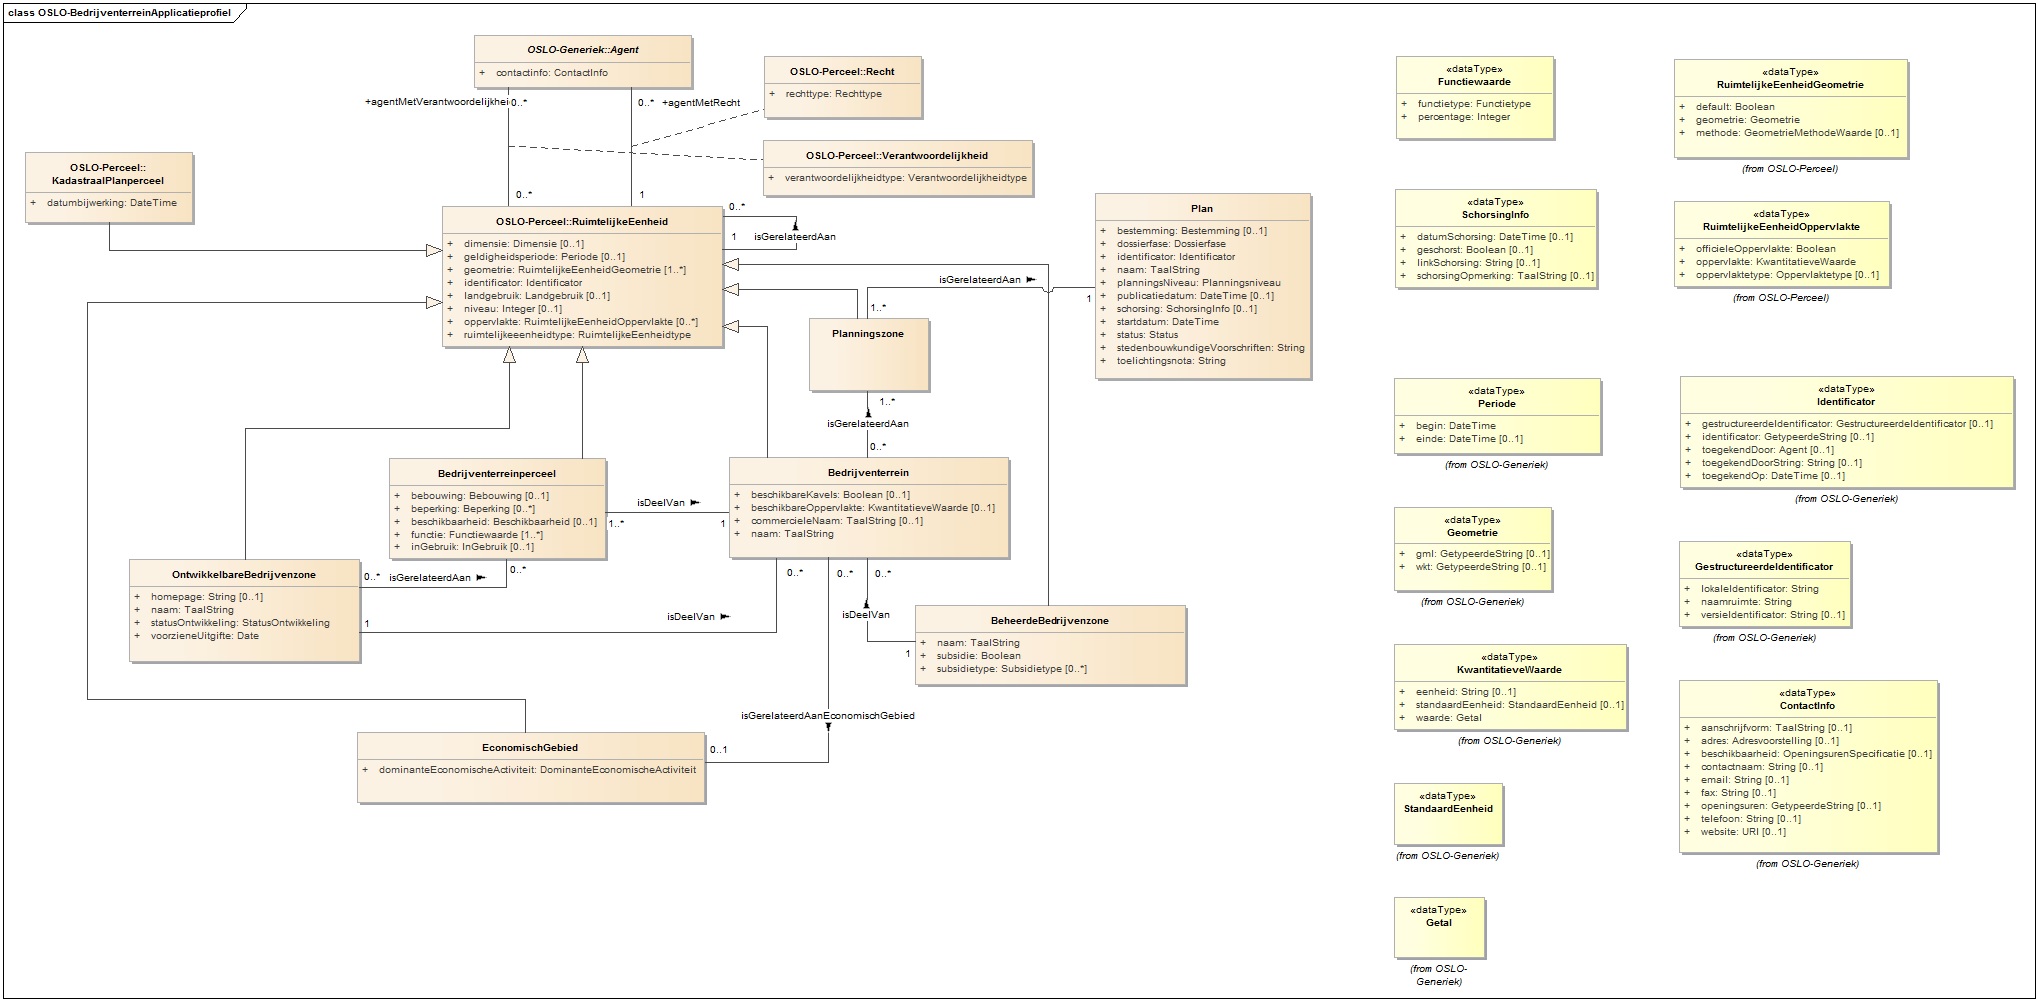 class OSLO-BedrijventerreinApplicatieprofiel
OSLO-Generiek::Agent
+ contactinfo: ContactInfo
+agentMetVerantwoordelijkhei
0..*
0..*
+agentMetRecht
0..*
1
OSLO-Perceel::Recht
+ rechttype: Rechttype
OSLO-Perceel::Verantwoordelijkheid
+ verantwoordelijkheidtype: Verantwoordelijkheidtype
OSLO-Perceel::
KadastraalPlanperceel
+ datumbijwerking: DateTime
OSLO-Perceel::RuimtelijkeEenheid
+ dimensie: Dimensie [0..1]
+ geldigheidsperiode: Periode [0..1]
+ geometrie: RuimtelijkeEenheidGeometrie [1..*]
+ identificator: Identificator
+ landgebruik: Landgebruik [0..1]
+ niveau: Integer [0..1]
+ oppervlakte: RuimtelijkeEenheidOppervlakte [0..*]
+ ruimtelijkeeenheidtype: RuimtelijkeEenheidtype
0..*
1
isGerelateerdAan
Plan
+ bestemming: Bestemming [0..1]
+ dossierfase: Dossierfase
+ identificator: Identificator
+ naam: TaalString
+ planningsNiveau: Planningsniveau
+ publicatiedatum: DateTime [0..1]
+ schorsing: SchorsingInfo [0..1]
+ startdatum: DateTime
+ status: Status
+ stedenbouwkundigeVoorschriften: String
+ toelichtingsnota: String
isGerelateerdAan
1
1..*
Planningszone
1..*
isGerelateerdAan
0..*
Bedrijventerreinperceel
+ bebouwing: Bebouwing [0..1]
+ beperking: Beperking [0..*]
+ beschikbaarheid: Beschikbaarheid [0..1]
+ functie: Functiewaarde [1..*]
+ inGebruik: InGebruik [0..1]
isDeelVan
1..*
1
Bedrijventerrein
+ beschikbareKavels: Boolean [0..1]
+ beschikbareOppervlakte: KwantitatieveWaarde [0..1]
+ commercieleNaam: TaalString [0..1]
+ naam: TaalString
OntwikkelbareBedrijvenzone
+ homepage: String [0..1]
+ naam: TaalString
+ statusOntwikkeling: StatusOntwikkeling
+ voorzieneUitgifte: Date
0..*
isGerelateerdAan
0..*
1
isDeelVan
0..*
0..*
0..*
isDeelVan
1
BeheerdeBedrijvenzone
+ naam: TaalString
+ subsidie: Boolean
+ subsidietype: Subsidietype [0..*]
isGerelateerdAanEconomischGebied
0..1
EconomischGebied
+ dominanteEconomischeActiviteit: DominanteEconomischeActiviteit
«dataType»
Functiewaarde
+ functietype: Functietype
+ percentage: Integer
«dataType»
RuimtelijkeEenheidGeometrie
+ default: Boolean
+ geometrie: Geometrie
+ methode: GeometrieMethodeWaarde [0..1]
(from OSLO-Perceel)
«dataType»
SchorsingInfo
+ datumSchorsing: DateTime [0..1]
+ geschorst: Boolean [0..1]
+ linkSchorsing: String [0..1]
+ schorsingOpmerking: TaalString [0..1]
«dataType»
RuimtelijkeEenheidOppervlakte
+ officieleOppervlakte: Boolean
+ oppervlakte: KwantitatieveWaarde
+ oppervlaktetype: Oppervlaktetype [0..1]
(from OSLO-Perceel)
«dataType»
Periode
+ begin: DateTime
+ einde: DateTime [0..1]
(from OSLO-Generiek)
«dataType»
Identificator
+ gestructureerdeIdentificator: GestructureerdeIdentificator [0..1]
+ identificator: GetypeerdeString [0..1]
+ toegekendDoor: Agent [0..1]
+ toegekendDoorString: String [0..1]
+ toegekendOp: DateTime [0..1]
(from OSLO-Generiek)
«dataType»
Geometrie
+ gml: GetypeerdeString [0..1]
+ wkt: GetypeerdeString [0..1]
(from OSLO-Generiek)
«dataType»
GestructureerdeIdentificator
+ lokaleIdentificator: String
+ naamruimte: String
+ versieIdentificator: String [0..1]
(from OSLO-Generiek)
«dataType»
KwantitatieveWaarde
+ eenheid: String [0..1]
+ standaardEenheid: StandaardEenheid [0..1]
+ waarde: Getal
(from OSLO-Generiek)
«dataType»
ContactInfo
+ aanschrijfvorm: TaalString [0..1]
+ adres: Adresvoorstelling [0..1]
+ beschikbaarheid: OpeningsurenSpecificatie [0..1]
+ contactnaam: String [0..1]
+ email: String [0..1]
+ fax: String [0..1]
+ openingsuren: GetypeerdeString [0..1]
+ telefoon: String [0..1]
+ website: URI [0..1]
(from OSLO-Generiek)
«dataType»
StandaardEenheid
(from OSLO-Generiek)
«dataType»
Getal
(from OSLO-
Generiek)